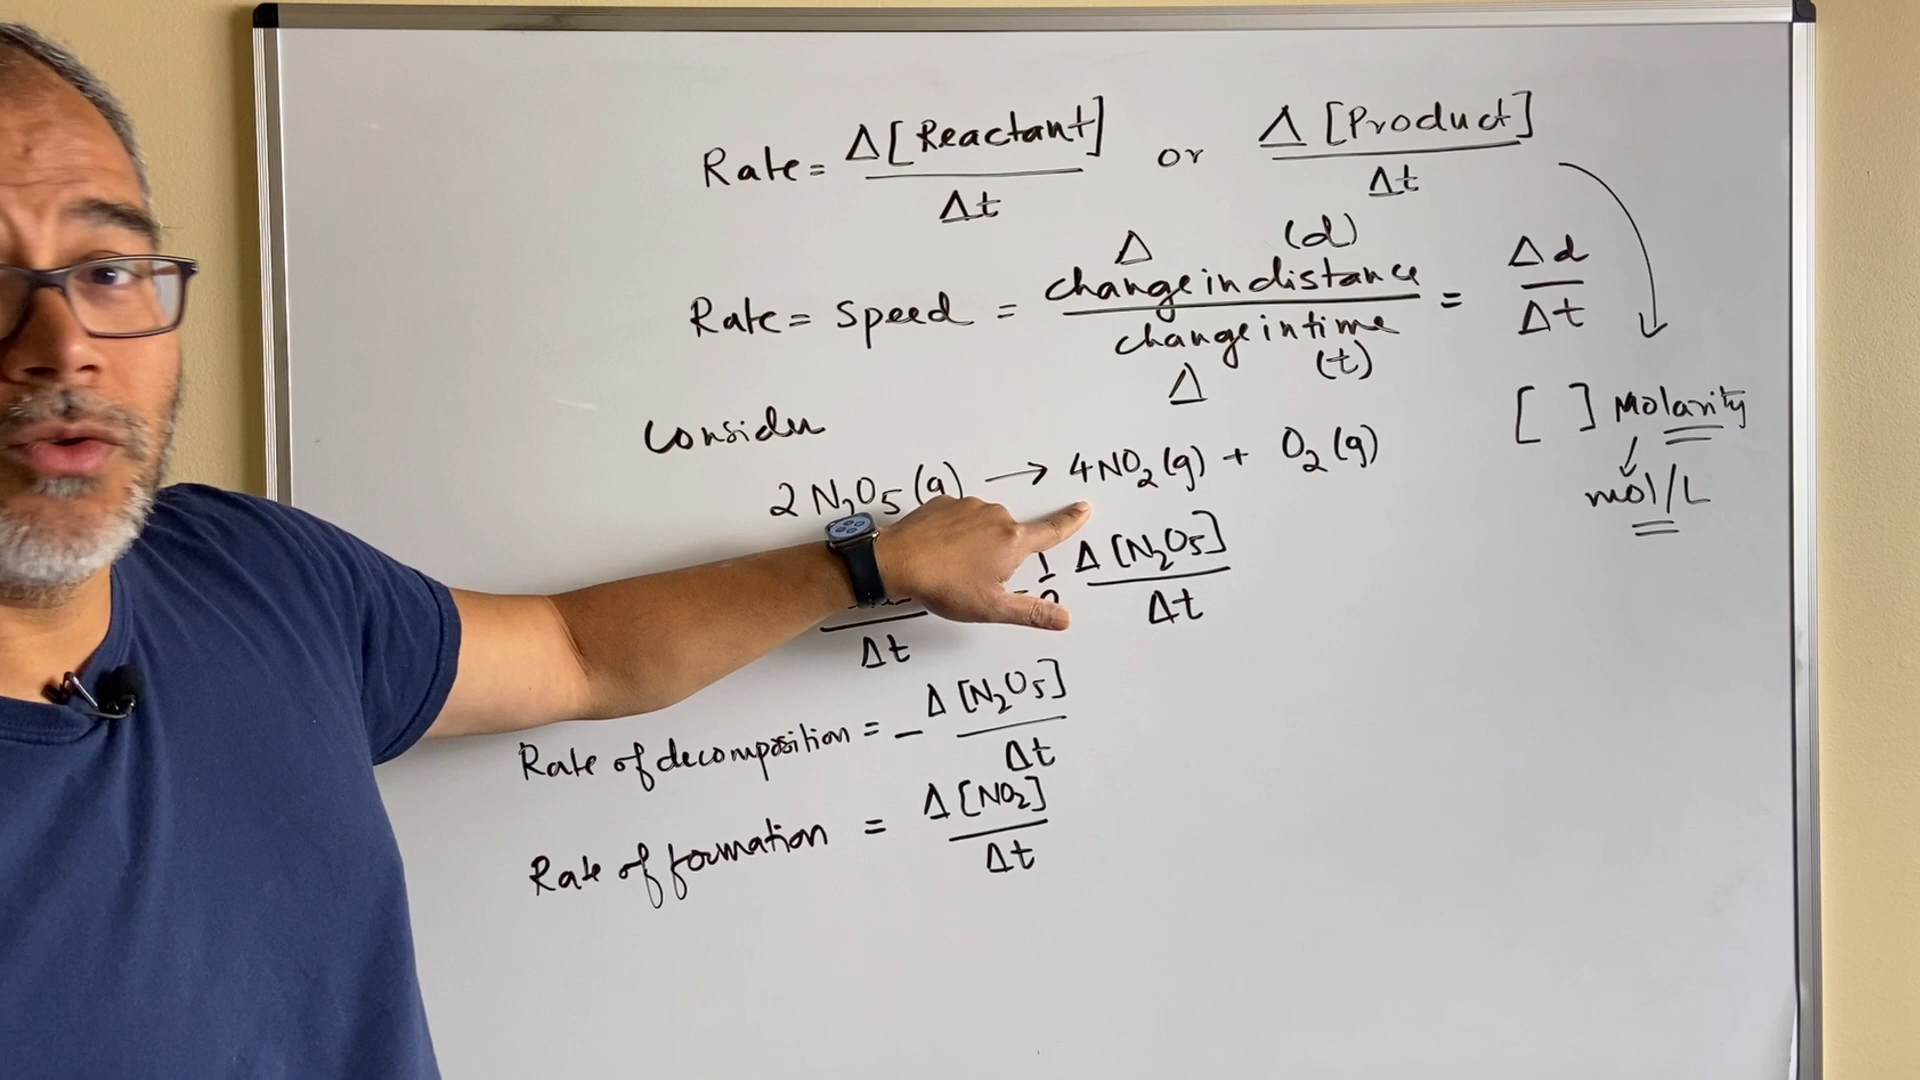 Rate = Δ[Reactant] / Δt or Δ[Product] / Δt
Δ (d)
Rate = Speed = change in distance / change in time = Δd / Δt
Δ (t)
[ ] Molarity
mol/L
Consider
2 N₂O₅ (g) → 4NO₂ (g) + O₂ (g)
Δt 1 Δ[N₂O₅] / Δt
Rate of decomposition = - Δ[N₂O₅] / Δt
Rate of formation = Δ[NO₂] / Δt